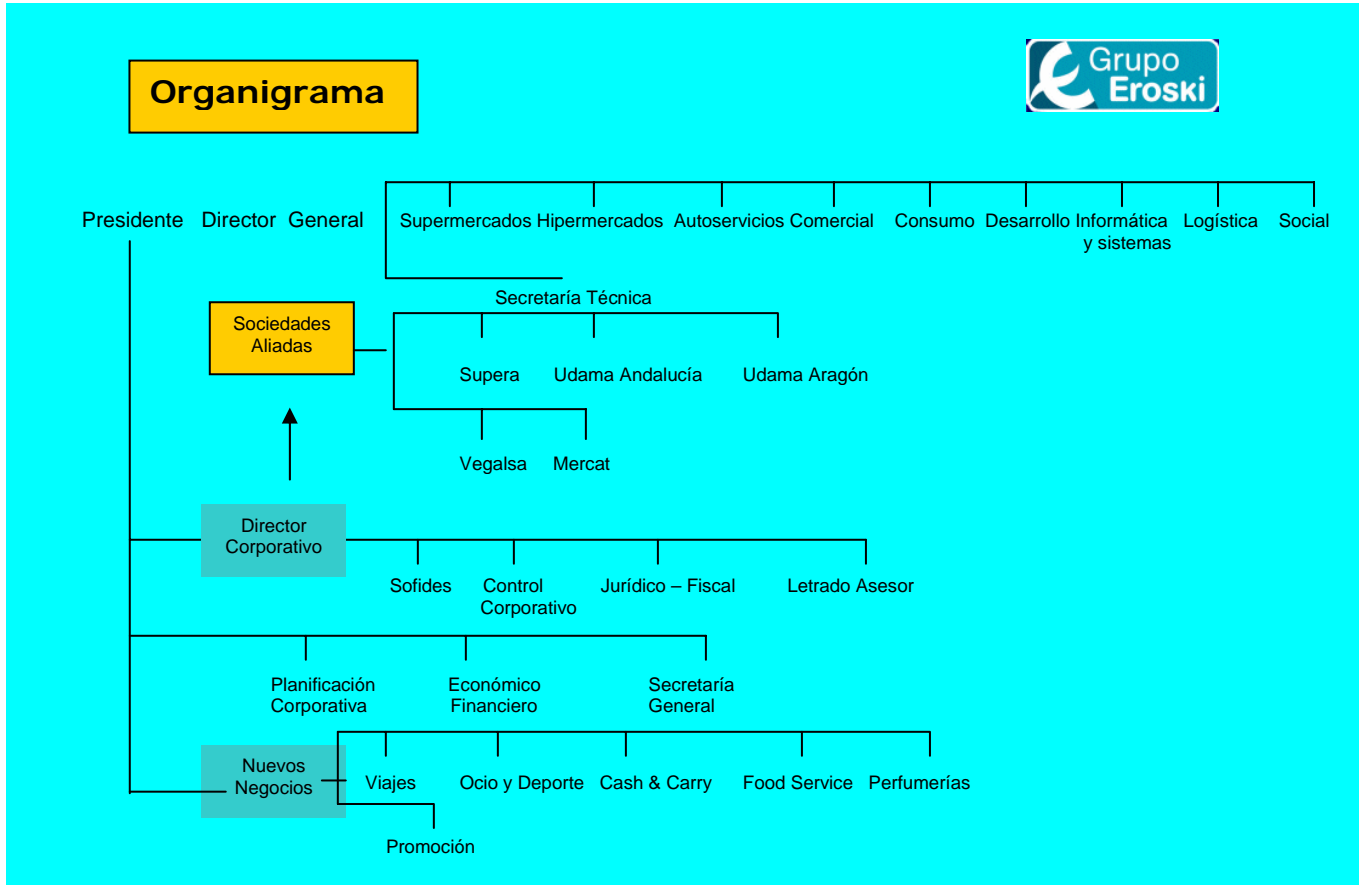 Organigrama
Grupo
Eroski
Presidente Director General
Supermercados Hipermercados Autoservicios Comercial Consumo Desarrollo Informática Logística Social
y sistemas
Secretaría Técnica
Sociedades
Aliadas
Supera Udama Andalucía Udama Aragón
Vegalsa Mercat
Director
Corporativo
Sofides Control Jurídico – Fiscal Letrado Asesor
Corporativo
Planificación Económico Secretaría
Corporativa Financiero General
Nuevos
Negocios
Viajes Ocio y Deporte Cash & Carry Food Service Perfumerías
Promoción